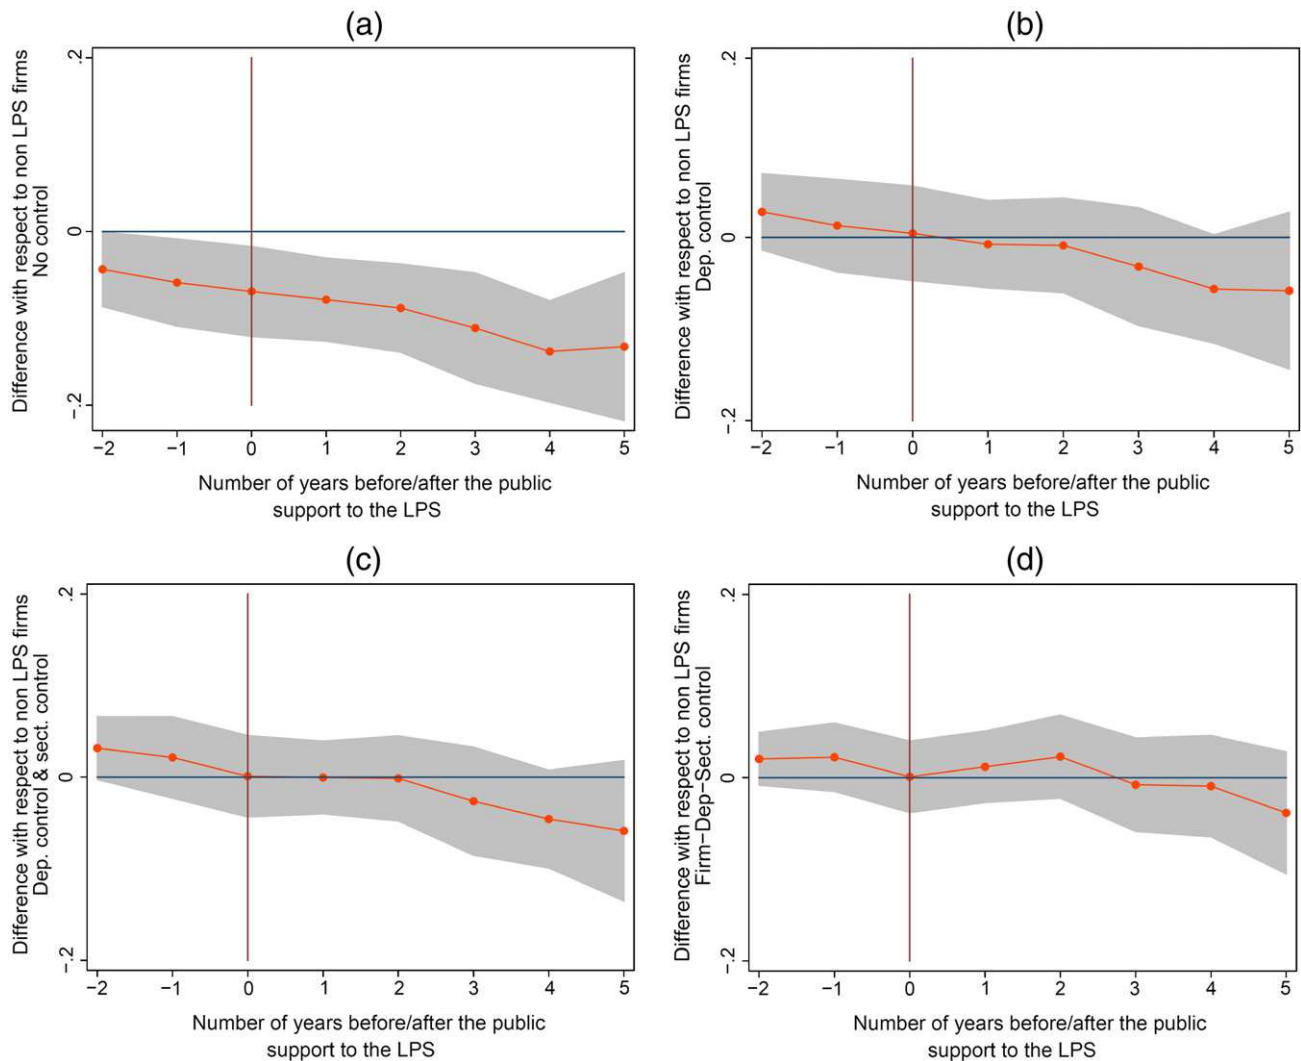 (a)
Difference with respect to non LPS firms
No control
.2
0
-.2
−2 −1 0 1 2 3 4 5
Number of years before/after the public
support to the LPS
(b)
Difference with respect to non LPS firms
Dep. control
.2
0
-.2
−2 −1 0 1 2 3 4 5
Number of years before/after the public
support to the LPS
(c)
Difference with respect to non LPS firms
Dep. control & sect. control
.2
0
-.2
−2 −1 0 1 2 3 4 5
Number of years before/after the public
support to the LPS
(d)
Difference with respect to non LPS firms
Firm−Dep−Sect. control
.2
0
-.2
−2 −1 0 1 2 3 4 5
Number of years before/after the public
support to the LPS